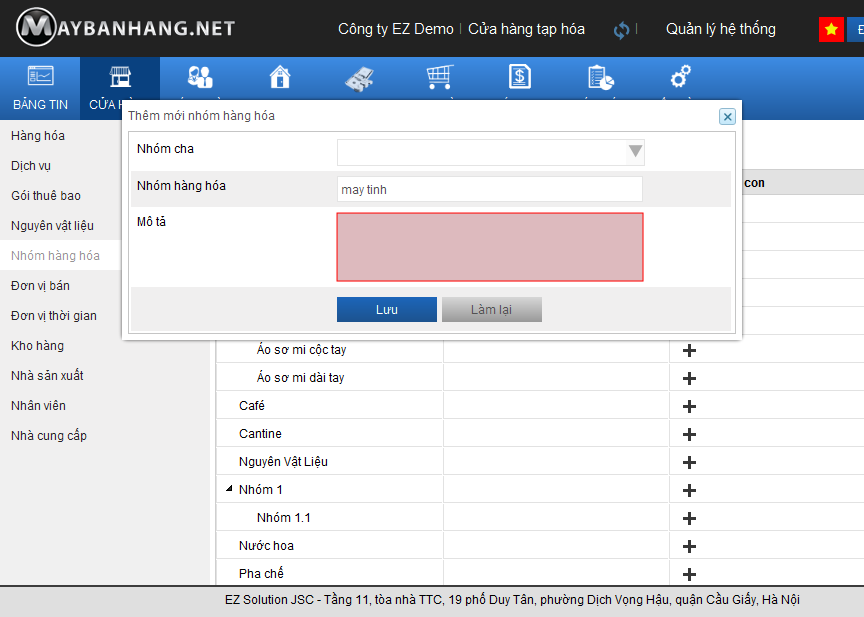 MAYBANHANG.NET
Công ty EZ Demo | Cửa hàng tạp hóa | Quản lý hệ thống
BẢNG TIN
CỬA
Thêm mới nhóm hàng hóa
Nhóm cha
Nhóm hàng hóa
may tinh
Mô tả
Lưu
Làm lại
Hàng hóa
Dịch vụ
Gói thuê bao
Nguyên vật liệu
Nhóm hàng hóa
Đơn vị bán
Đơn vị thời gian
Kho hàng
Nhà sản xuất
Nhân viên
Nhà cung cấp
con
Áo sơ mi cộc tay
Áo sơ mi dài tay
Café
Cantine
Nguyên Vật Liệu
Nhóm 1
Nhóm 1.1
Nước hoa
Pha chế
EZ Solution JSC - Tầng 11, tòa nhà TTC, 19 phố Duy Tân, phường Dịch Vọng Hậu, quận Cầu Giấy, Hà Nội